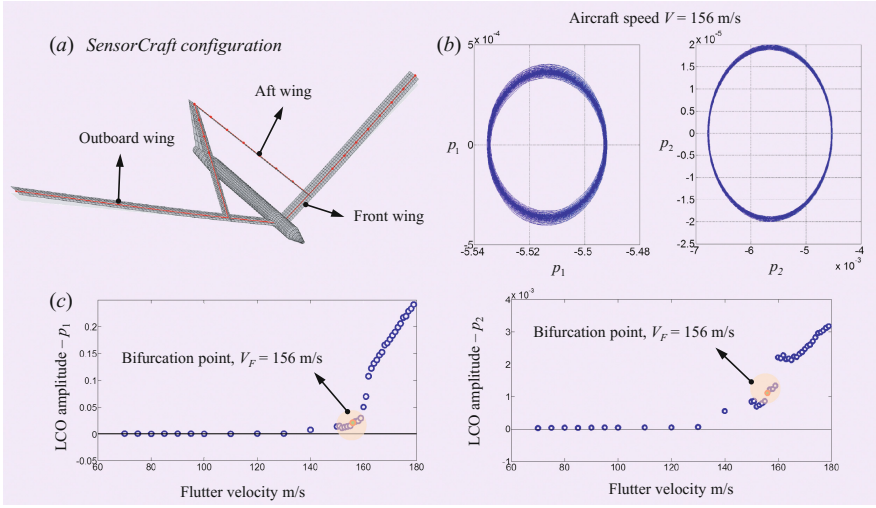 Aircraft speed V = 156 m/s
(a) SensorCraft configuration
Aft wing
Outboard wing
Front wing
(b)
5 x 10⁻⁴
p₁ 0
-5
-5.54 -5.52 -5.5 -5.48
p₁
2 x 10⁻⁵
1.5
1
0.5
p₂ 0
-0.5
-1
-1.5
-2
-2.5
-7 -6 -5 -4
x 10⁻³
p₂
(c)
LCO amplitude – p₁
0.2
0.15
0.1
0.05
0
-0.05
60 80 100 120 140 160 180
Bifurcation point, V_F = 156 m/s
Flutter velocity m/s
LCO amplitude – p₂
4 x 10⁻³
3
2
1
0
-1
60 80 100 120 140 160 180
Bifurcation point, V_F = 156 m/s
Flutter velocity m/s